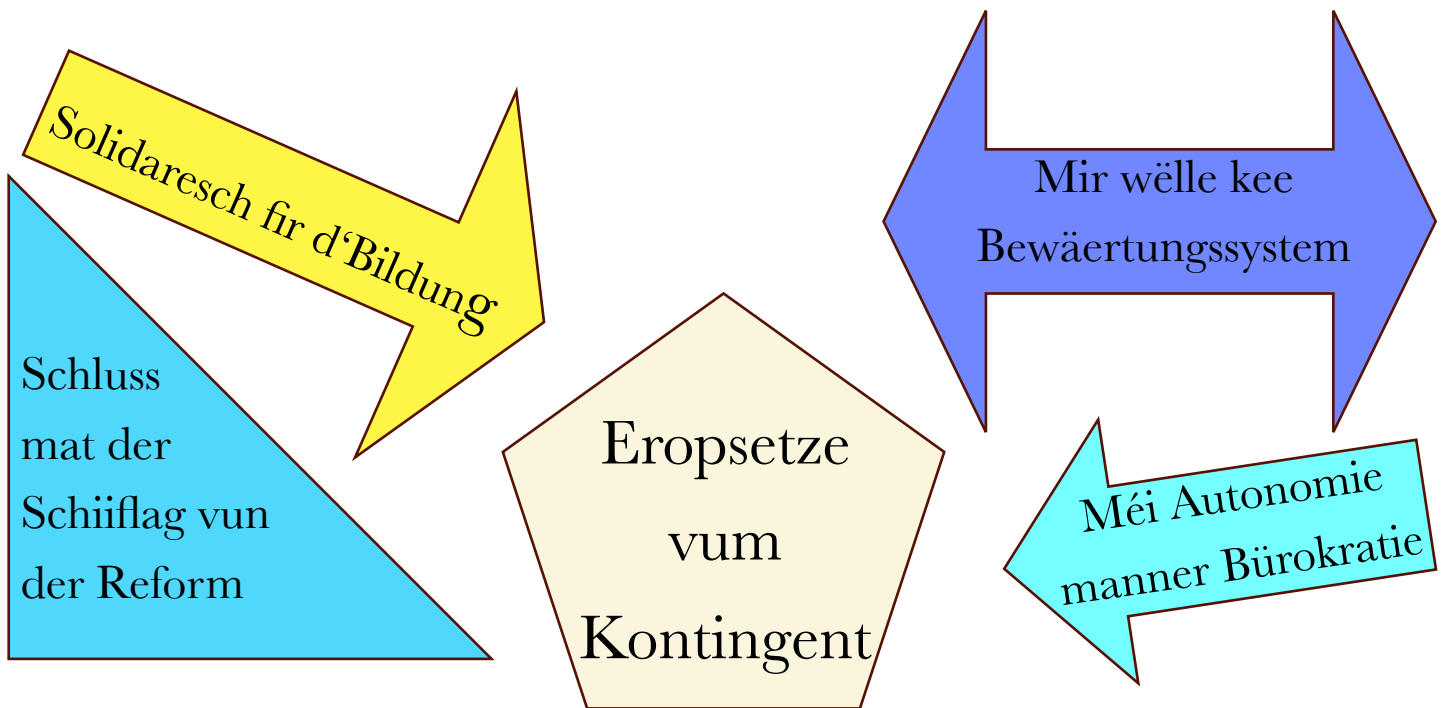 Solidaresch fir d‘Bildung
Mir wëlle kee
Bewäertungssystem
Schluss
mat der
Schiiflag vun
der Reform
Eropsetze
vum
Kontingent
Méi Autonomie
manner Bürokratie